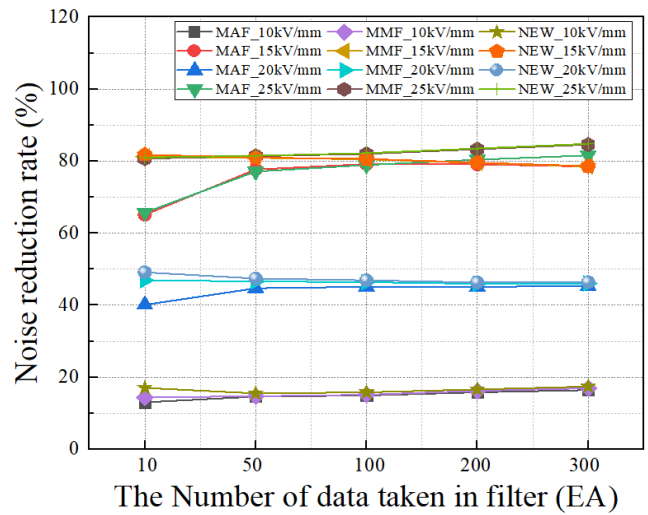 120
MAF_10kV/mm MMF_10kV/mm NEW_10kV/mm
MAF_15kV/mm MMF_15kV/mm NEW_15kV/mm
MAF_20kV/mm MMF_20kV/mm NEW_20kV/mm
MAF_25kV/mm MMF_25kV/mm NEW_25kV/mm
100
80
60
40
20
0
Noise reduction rate (%)
10 50 100 200 300
The Number of data taken in filter (EA)